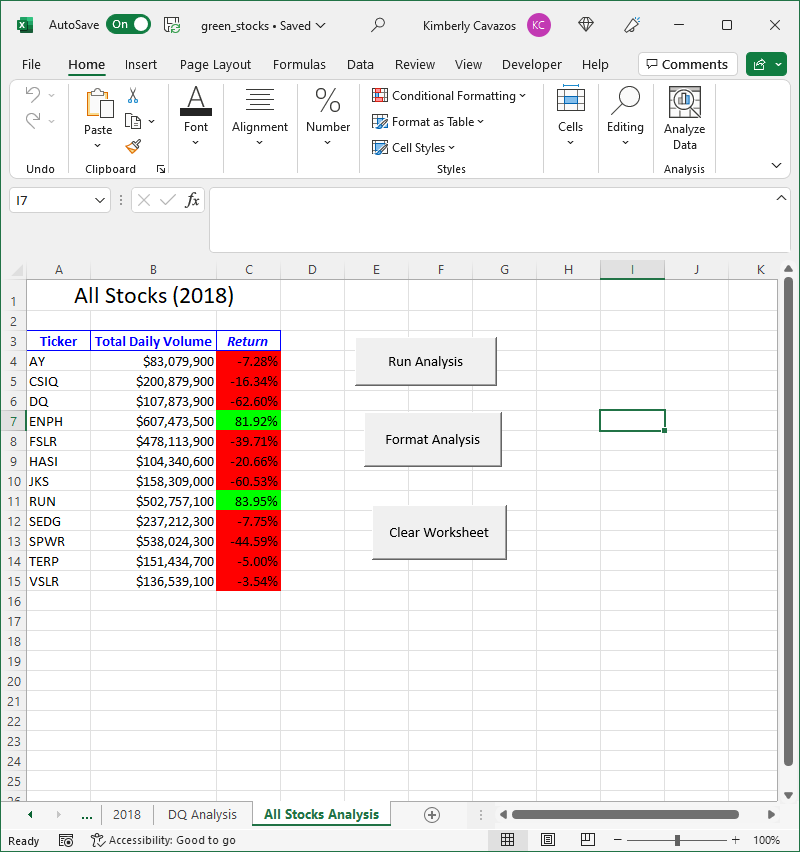 AutoSave On green_stocks • Saved Kimberly Cavazos KC
File Home Insert Page Layout Formulas Data Review View Developer Help Comments
Paste Font Alignment Number Conditional Formatting Format as Table Cell Styles Cells Editing Analyze Data
Undo Clipboard Styles Analysis
I7 fx
A B C D E F G H I J K
1 All Stocks (2018)
2
3 Ticker Total Daily Volume Return
4 AY $83,079,900 -7.28% Run Analysis
5 CSIQ $200,879,900 -16.34%
6 DQ $107,873,900 -62.60%
7 ENPH $607,473,500 81.92%
8 FSLR $478,113,900 -39.71% Format Analysis
9 HASI $104,340,600 -20.66%
10 JKS $158,309,000 -60.53%
11 RUN $502,757,100 83.95%
12 SEDG $237,212,300 -7.75% Clear Worksheet
13 SPWR $538,024,300 -44.59%
14 TERP $151,434,700 -5.00%
15 VSLR $136,539,100 -3.54%
16
17
18
19
20
21
22
23
24
25
26
... 2018 DQ Analysis All Stocks Analysis
Ready Accessibility: Good to go 100%